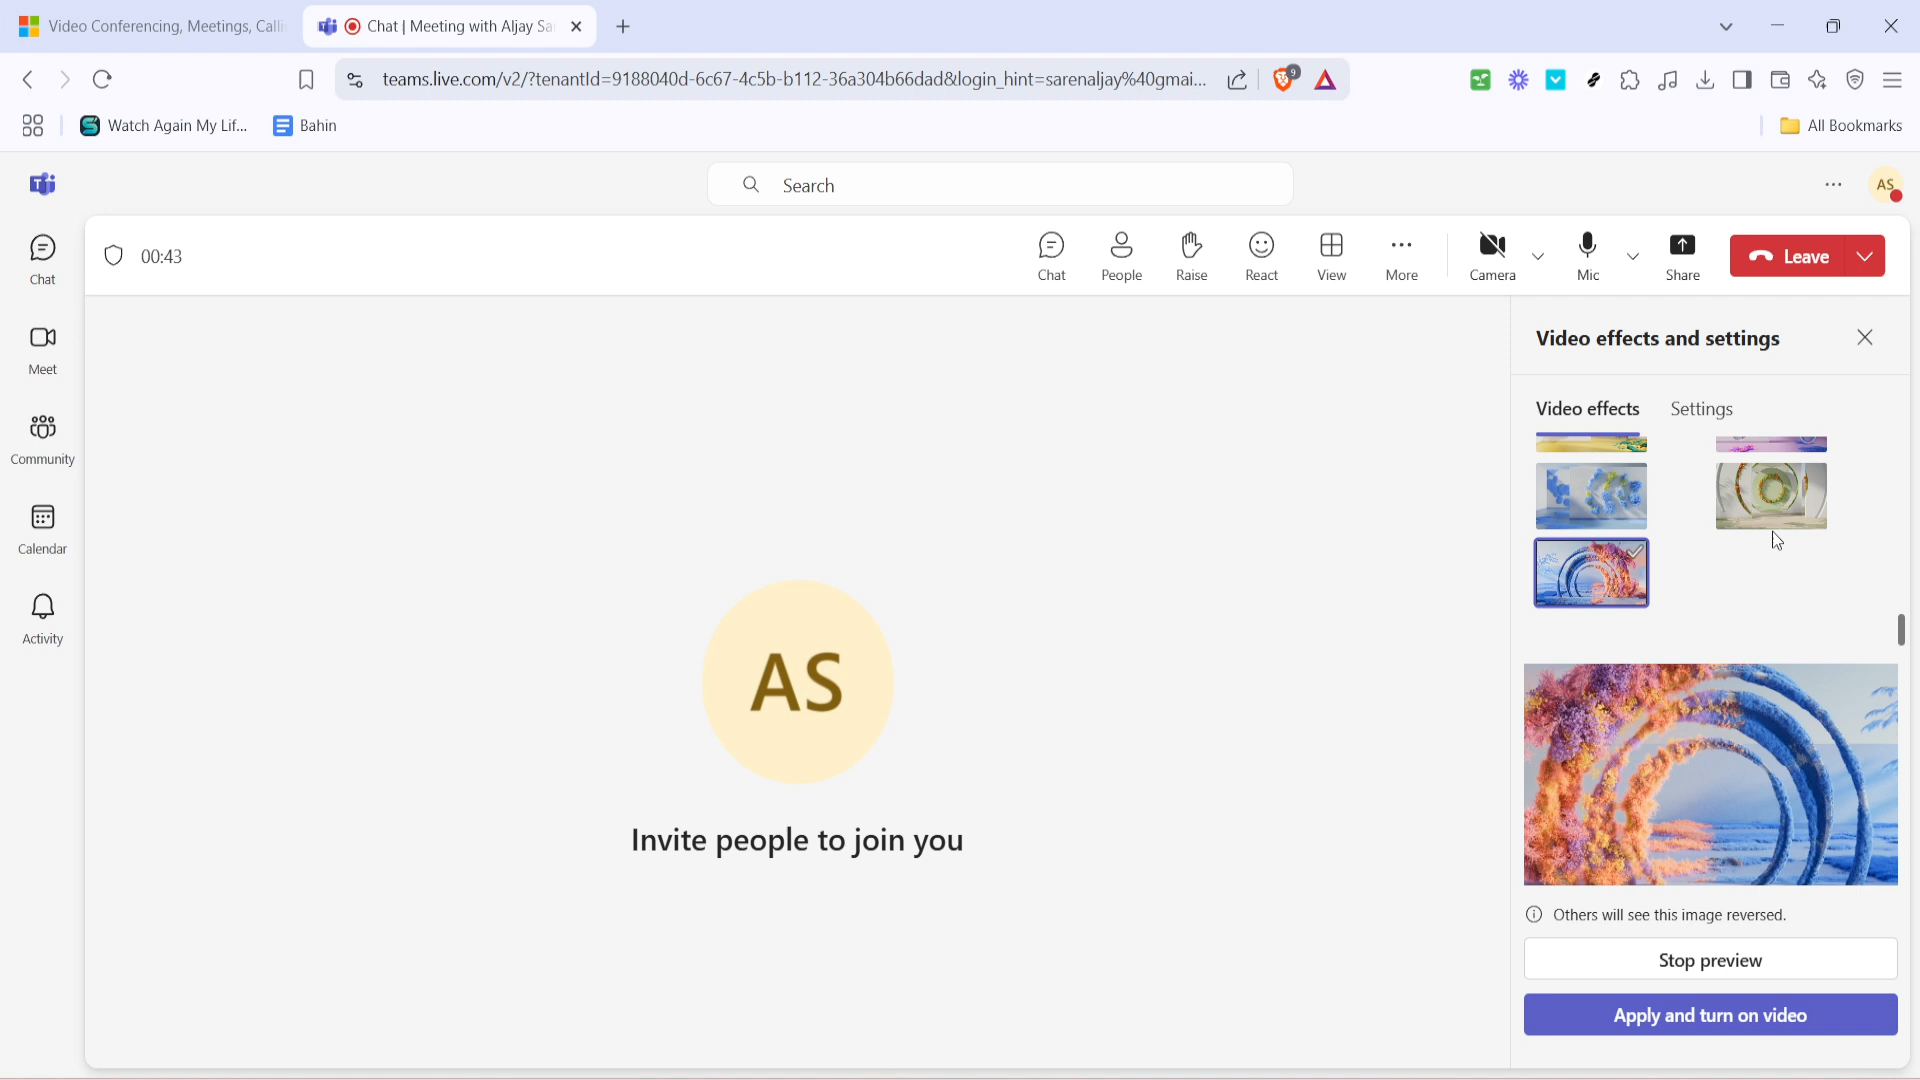 Video Conferencing, Meetings, Calli
Chat | Meeting with Aljay Sa
teams.live.com/v2/?tenantId=9188040d-6c67-4c5b-b112-36a304b66dad&login_hint=sarenaljay%40gmai...
9
Watch Again My Lif...
Bahin
All Bookmarks
Search
AS
Chat
Meet
Community
Calendar
Activity
00:43
Chat
People
Raise
React
View
More
Camera
Mic
Share
Leave
AS
Invite people to join you
Video effects and settings
Video effects
Settings
Others will see this image reversed.
Stop preview
Apply and turn on video